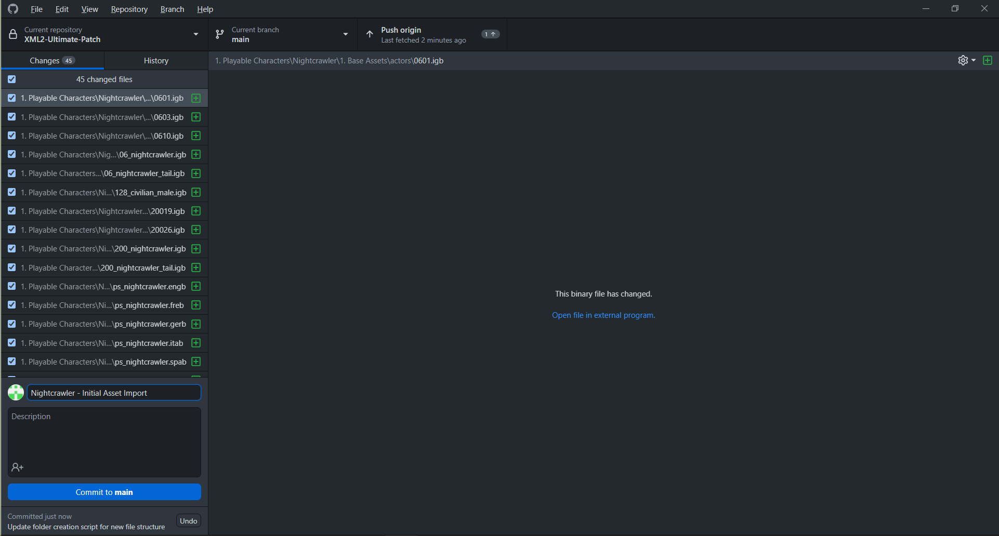 File Edit View Repository Branch Help
Current repository
XML2-Ultimate-Patch
Current branch
main
Push origin
Last fetched 2 minutes ago
1
Changes 45
History
1. Playable Characters\Nightcrawler\1. Base Assets\actors\0601.igb
45 changed files
1. Playable Characters\Nightcrawler\...\0601.igb
1. Playable Characters\Nightcrawler\...\0603.igb
1. Playable Characters\Nightcrawler\...\0610.igb
1. Playable Characters\Nig...\06_nightcrawler.igb
1. Playable Characters...\06_nightcrawler_tail.igb
1. Playable Characters\Ni...\128_civilian_male.igb
1. Playable Characters\Nightcrawler...\20019.igb
1. Playable Characters\Nightcrawler...\20026.igb
1. Playable Characters\Ni...\200_nightcrawler.igb
1. Playable Character...\200_nightcrawler_tail.igb
1. Playable Characters\N...\ps_nightcrawler.engb
1. Playable Characters\Ni...\ps_nightcrawler.freb
1. Playable Characters\Ni...\ps_nightcrawler.gerb
1. Playable Characters\Ni...\ps_nightcrawler.itab
1. Playable Characters\Ni...\ps_nightcrawler.spab
This binary file has changed.
Open file in external program.
Nightcrawler - Initial Asset Import
Description
Commit to main
Committed just now
Update folder creation script for new file structure
Undo